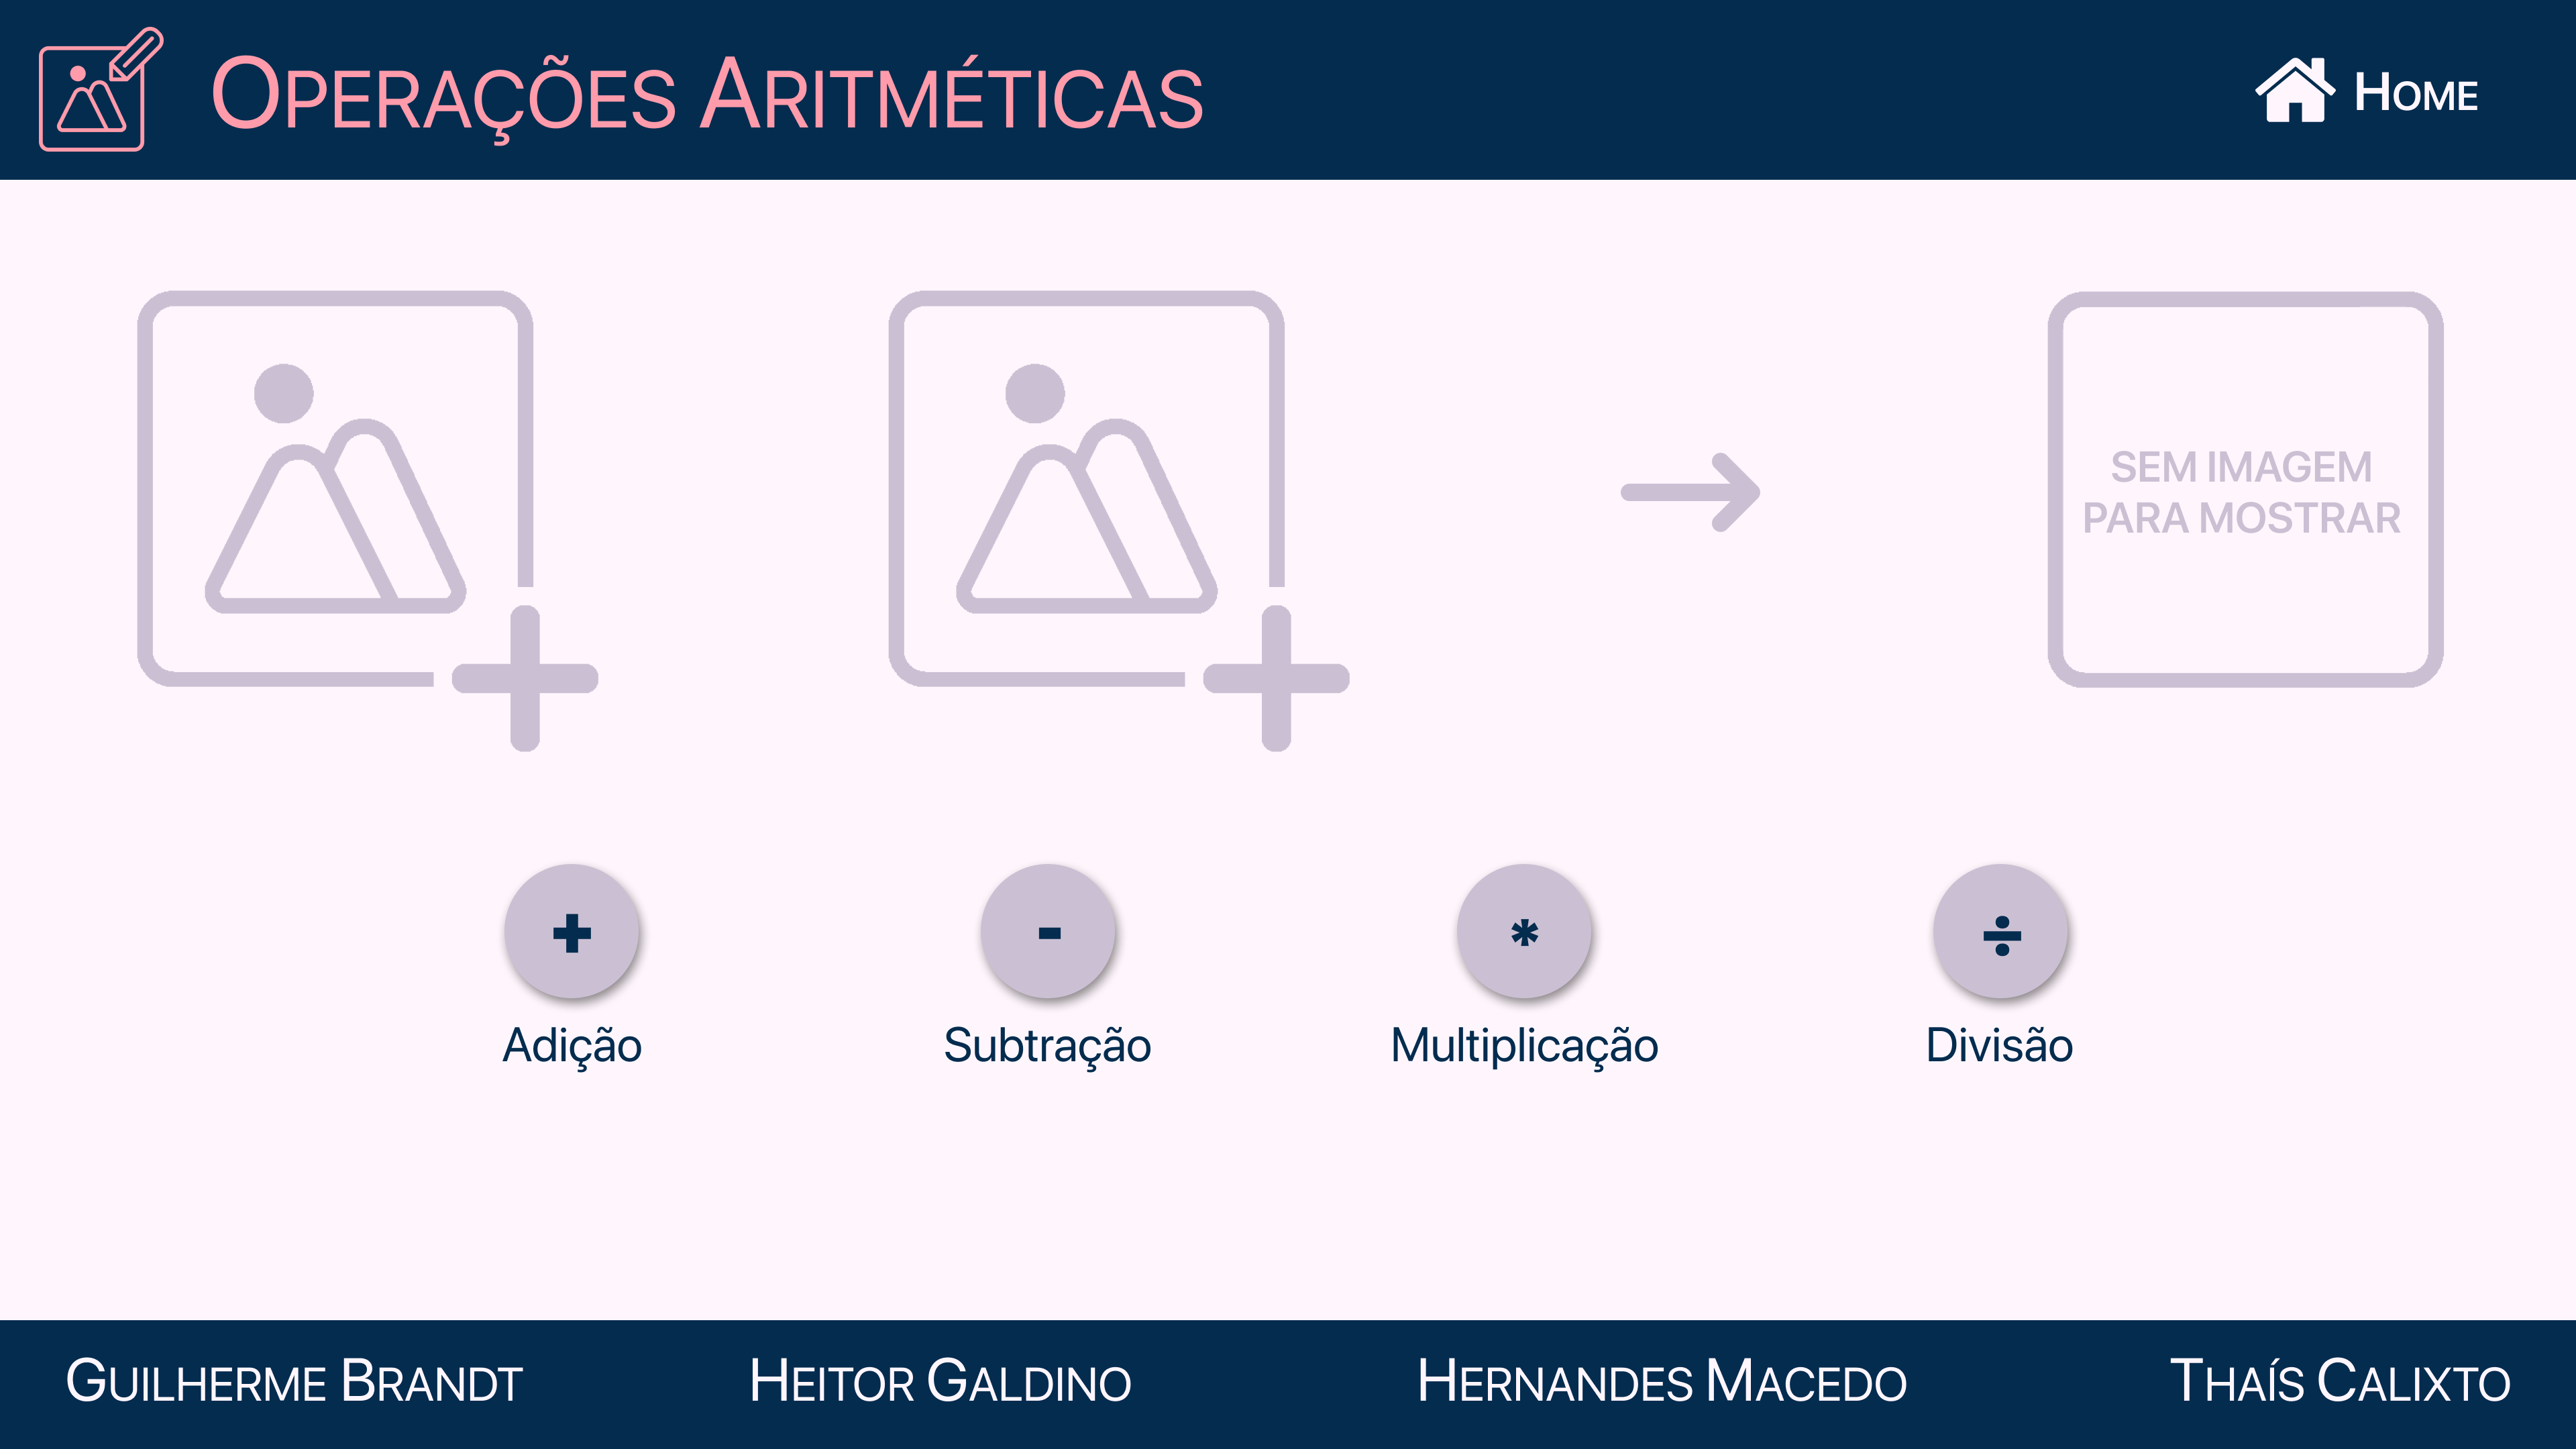 Operações Aritméticas
Home
SEM IMAGEM
PARA MOSTRAR
+
-
*
÷
Adição
Subtração
Multiplicação
Divisão
Guilherme Brandt
Heitor Galdino
Hernandes Macedo
Thaís Calixto